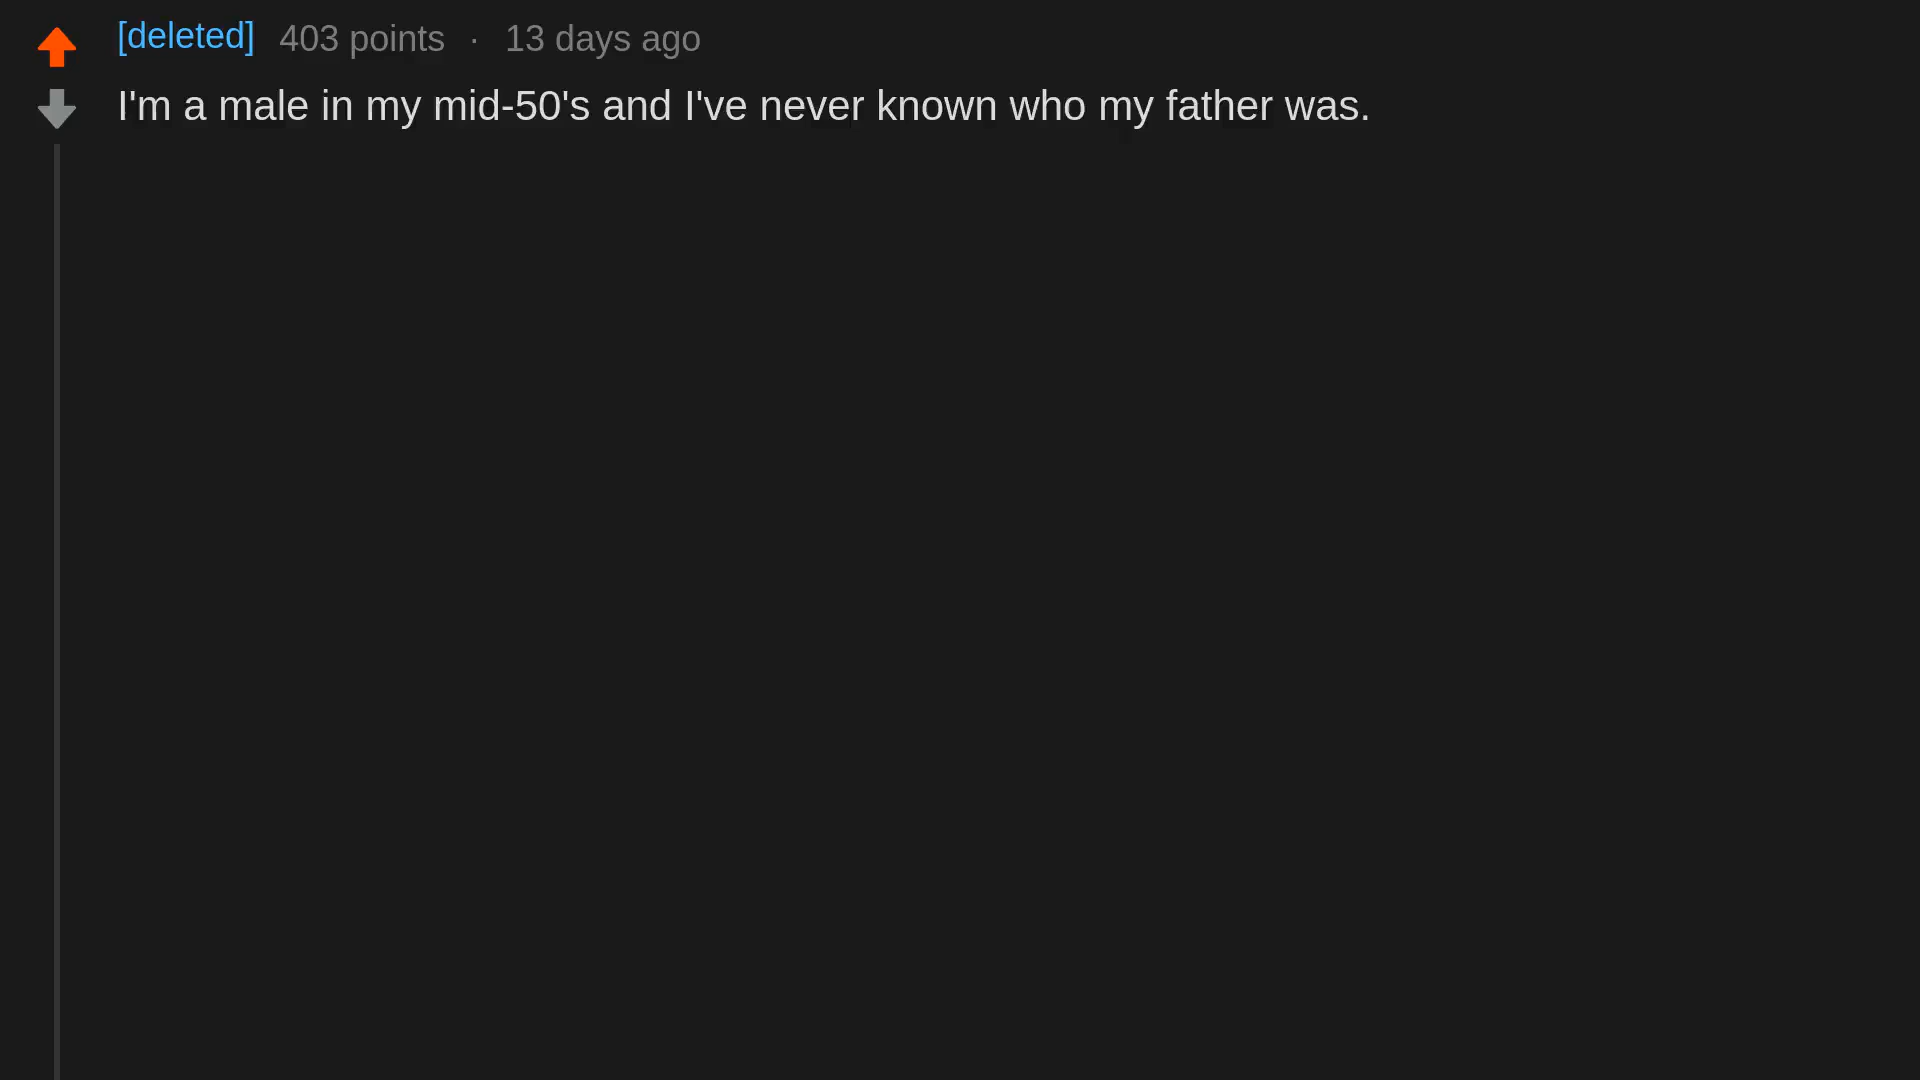 [deleted] 403 points · 13 days ago
I'm a male in my mid-50's and I've never known who my father was.